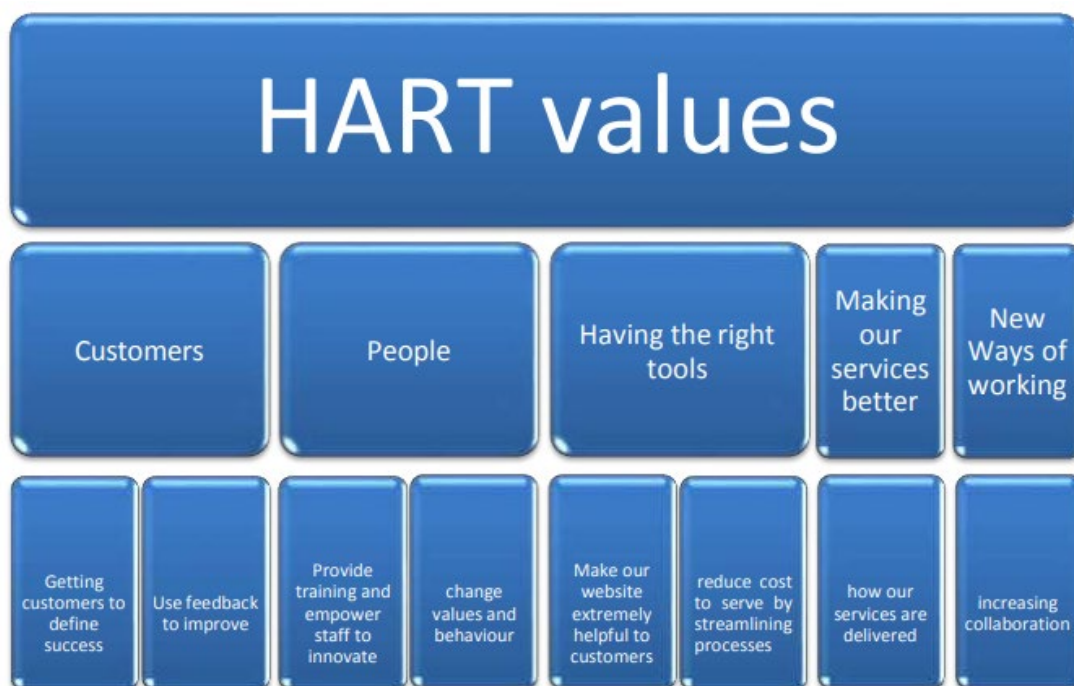 HART values
Customers
People
Having the right
tools
Making
our
services
better
New
Ways of
working
Getting
customers to
define
success
Use feedback
to improve
Provide
training and
empower
staff to
innovate
change
values and
behaviour
Make our
website
extremely
helpful to
customers
reduce cost
to serve by
streamlining
processes
how our
services are
delivered
increasing
collaboration